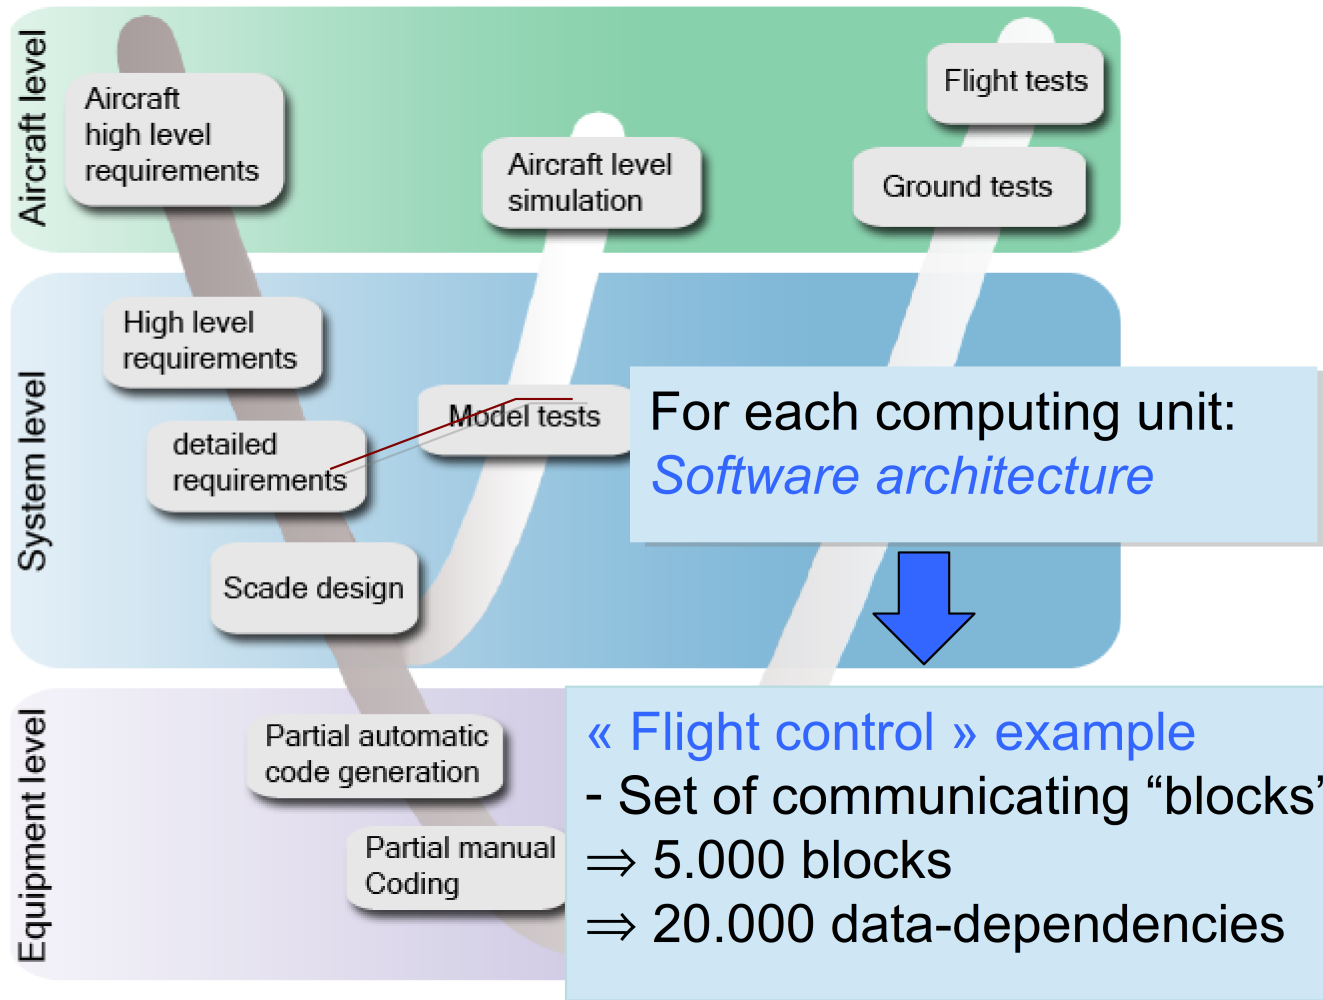 Aircraft level
Aircraft
high level
requirements
Aircraft level
simulation
Flight tests
Ground tests
System level
High level
requirements
detailed
requirements
Model tests
Scade design
For each computing unit:
Software architecture
Equipment level
Partial automatic
code generation
Partial manual
Coding
« Flight control » example
- Set of communicating “blocks”
⇒ 5.000 blocks
⇒ 20.000 data-dependencies